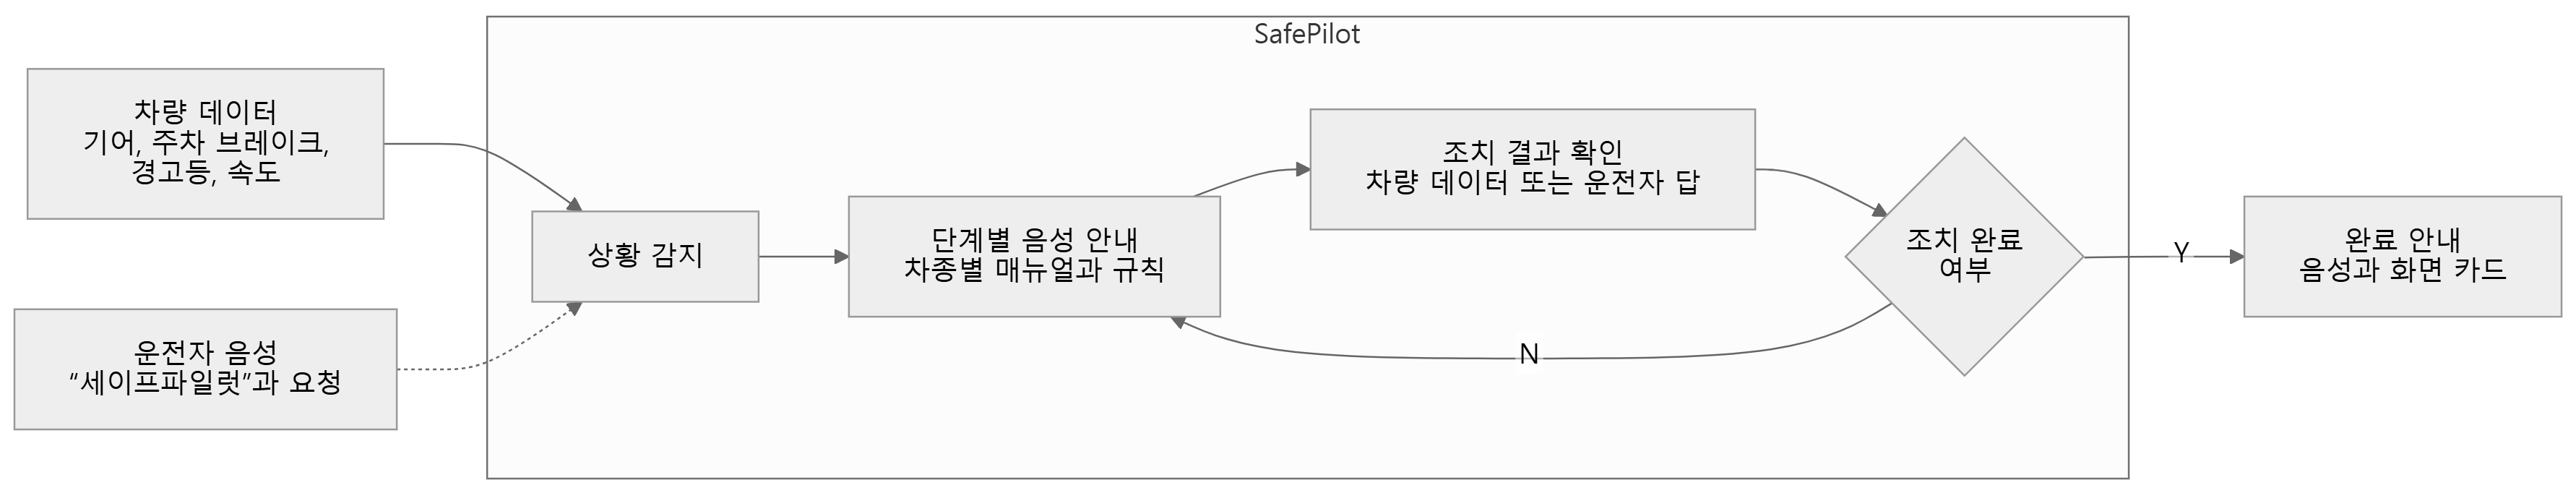 SafePilot
차량 데이터
기어, 주차 브레이크,
경고등, 속도
운전자 음성
“세이프파일럿”과 요청
상황 감지
단계별 음성 안내
차종별 매뉴얼과 규칙
조치 결과 확인
차량 데이터 또는 운전자 답
조치 완료
여부
N
Y
완료 안내
음성과 화면 카드